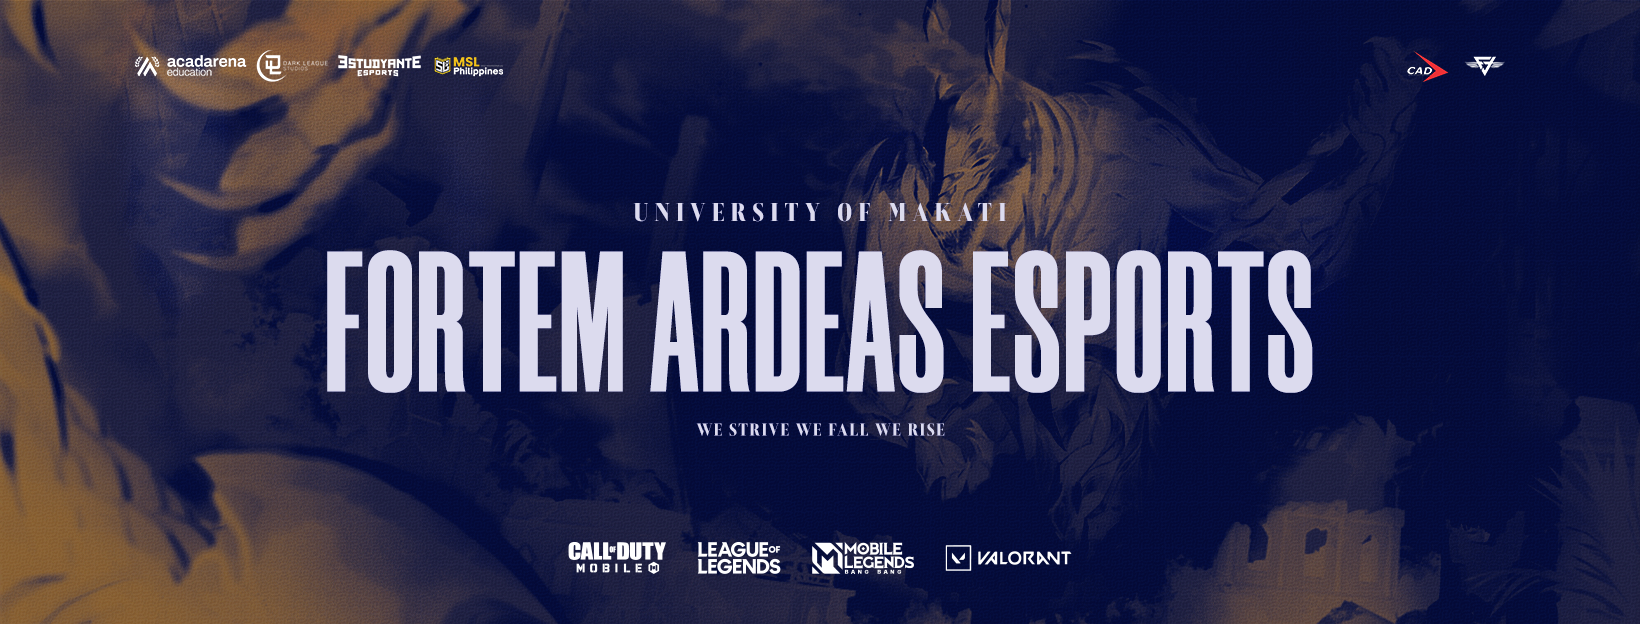 acadarena
education
DARK LEAGUE
STUDIOS
3STUDYANTE
ESPORTS
MSL
Philippines
CAD
UNIVERSITY OF MAKATI
FORTEM ARDEAS ESPORTS
WE STRIVE WE FALL WE RISE
CALL OF DUTY
MOBILE
LEAGUE OF
LEGENDS
MOBILE
LEGENDS
BANG BANG
VALORANT